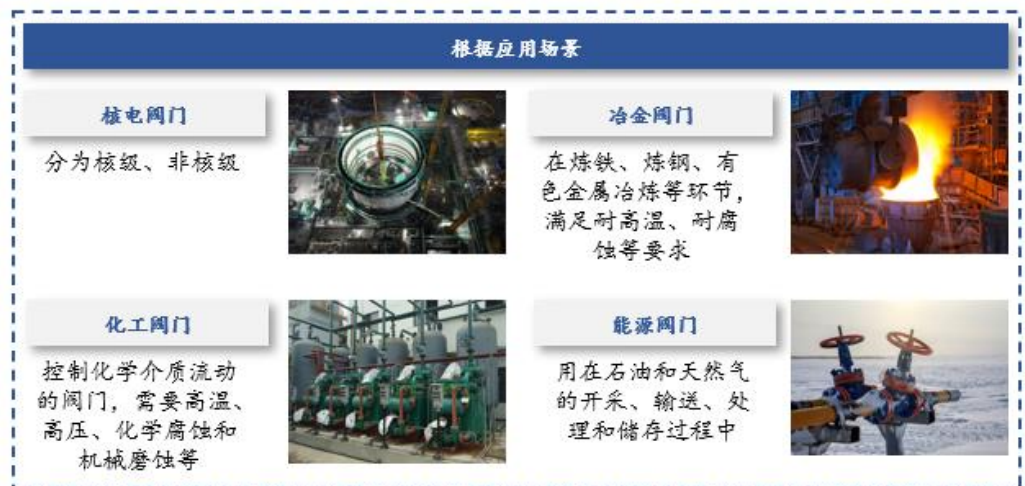 根据应用场景
核电阀门
分为核级、非核级
冶金阀门
在炼铁、炼钢、有
色金属冶炼等环节,
满足耐高温、耐腐
蚀等要求
化工阀门
控制化学介质流动
的阀门，需要高温、
高压、化学腐蚀和
机械磨蚀等
能源阀门
用在石油和天然气
的开采、输送、处
理和储存过程中